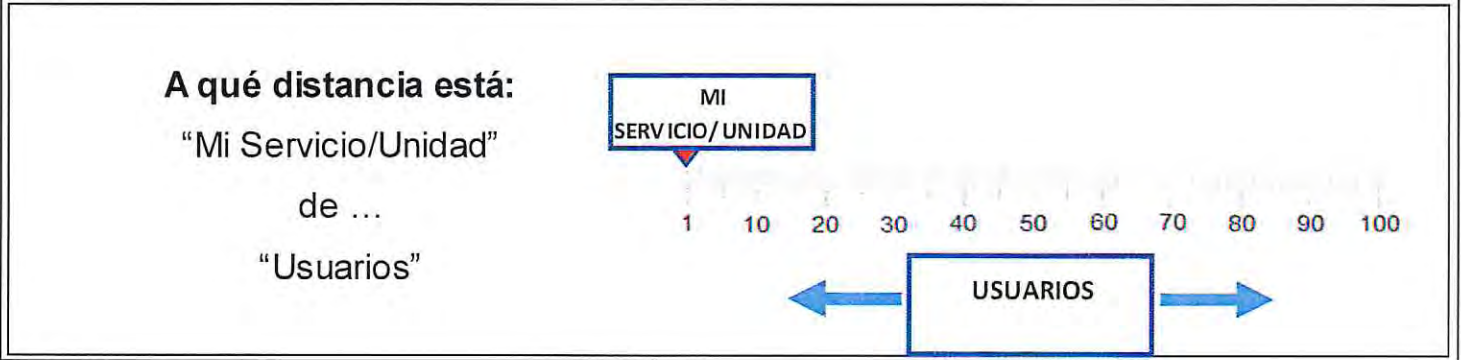 A qué distancia está:
“Mi Servicio/Unidad”
de ...
“Usuarios”
MI
SERVICIO/ UNIDAD
1 10 20 30 40 50 60 70 80 90 100
USUARIOS